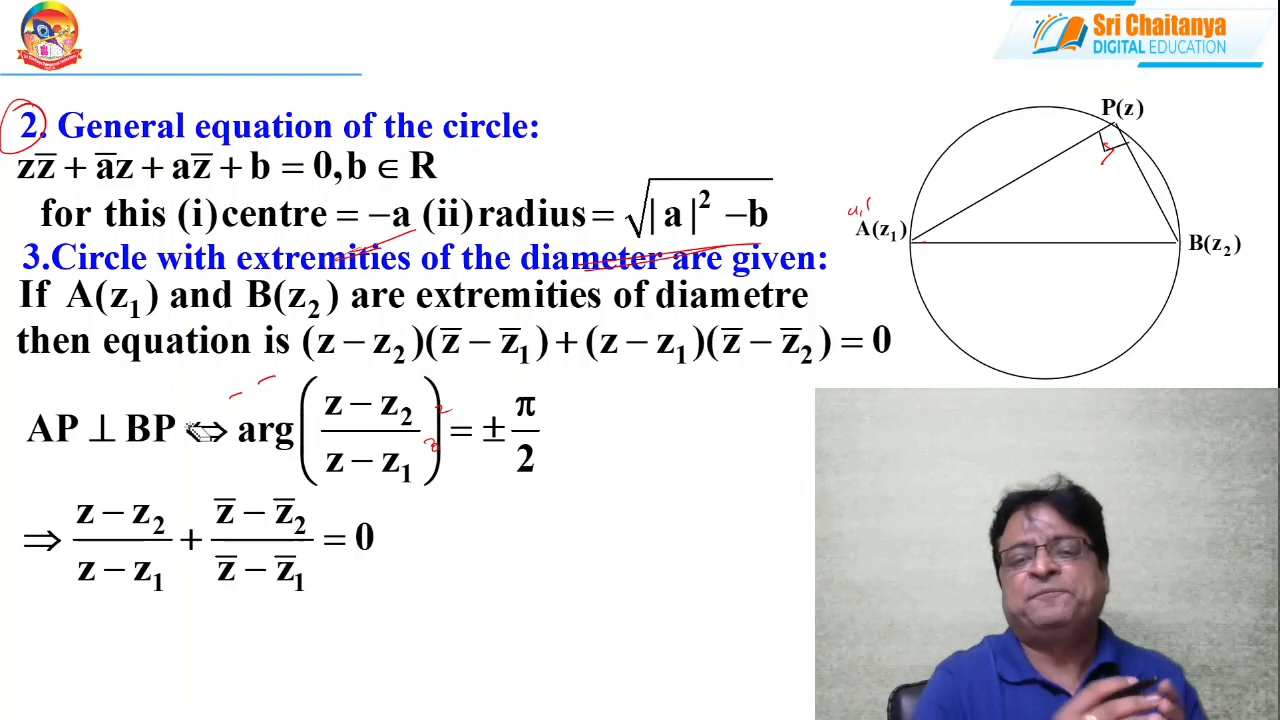 Sri Chaitanya
DIGITAL EDUCATION
2. General equation of the circle:
zz̅ + a̅z + az̅ + b = 0, b ∈ R
for this (i)centre = −a (ii)radius = √(|a|² − b)
3.Circle with extremities of the diameter are given:
If A(z₁) and B(z₂) are extremities of diametre
then equation is (z − z₂)(z̅ − z̅₁) + (z − z₁)(z̅ − z̅₂) = 0
AP ⊥ BP ⇔ arg((z − z₂)/(z − z₁)) = ± π/2
⇒ (z − z₂)/(z − z₁) + (z̅ − z̅₂)/(z̅ − z̅₁) = 0
P(z)
A(z₁)
B(z₂)